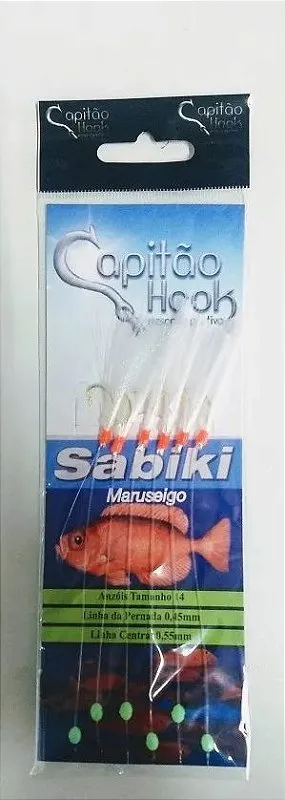 Capitão Hook
Capitão Hook
Capitão
Hook
Sabiki
Maruseigo
Anzóis Tamanho 14
Linha da Pernada 0,45mm
Linha Central 0,55mm